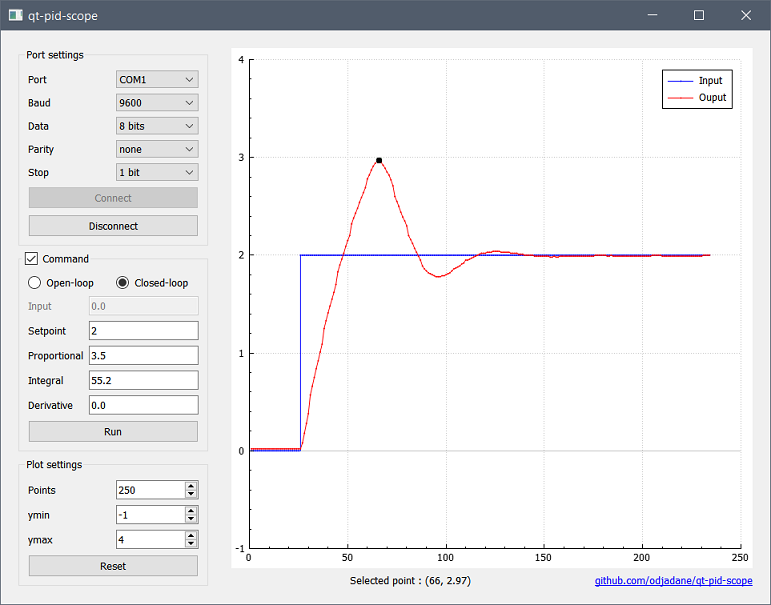 qt-pid-scope
Port settings
Port COM1
Baud 9600
Data 8 bits
Parity none
Stop 1 bit
Connect
Disconnect
Command
Open-loop Closed-loop
Input 0.0
Setpoint 2
Proportional 3.5
Integral 55.2
Derivative 0.0
Run
Plot settings
Points 250
ymin -1
ymax 4
Reset
4
3
2
1
0
-1
0 50 100 150 200 250
Input
Ouput
Selected point : (66, 2.97)
github.com/odjadane/qt-pid-scope